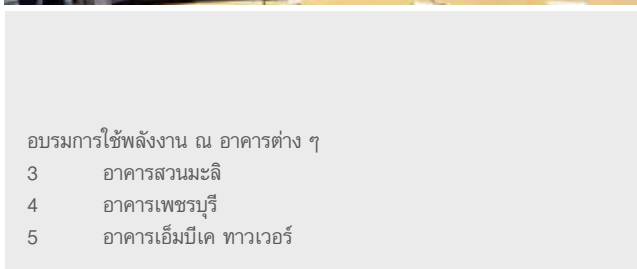 อบรมการใช้พลังงาน ณ อาคารต่าง ๆ
3 อาคารสวนมะลิ
4 อาคารเพชรบุรี
5 อาคารเอ็มบีเค ทาวเวอร์